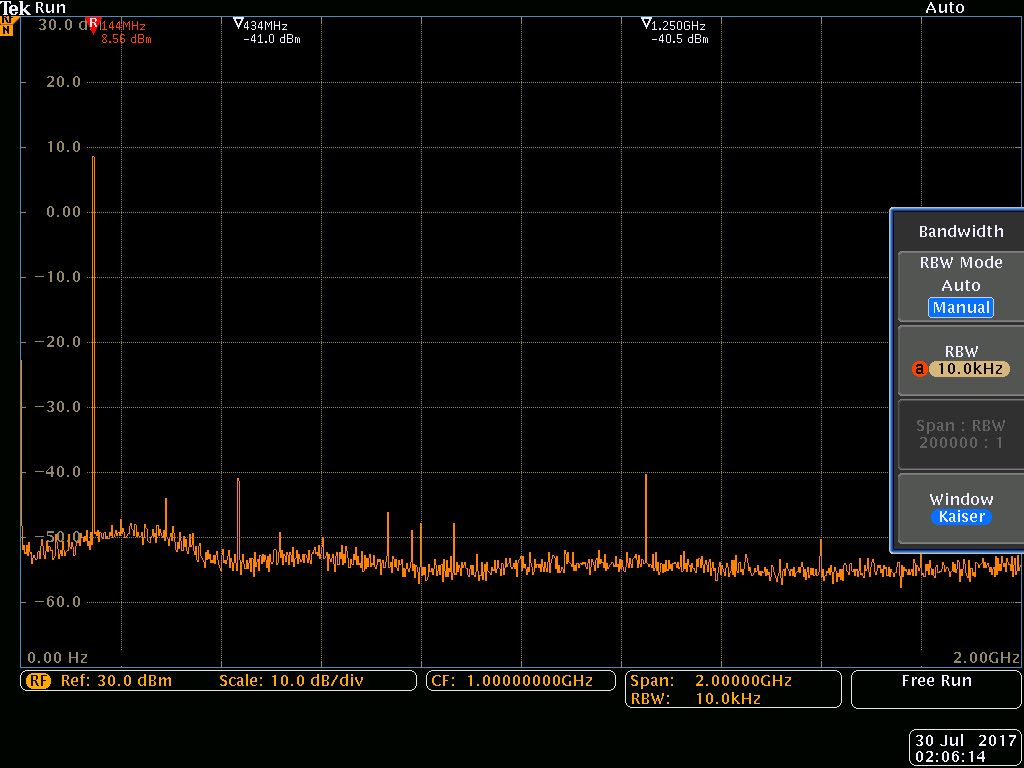 Tek Run Auto
30.0 d
R 144MHz 434MHz 1.250GHz
8.56 dBm -41.0 dBm -40.5 dBm
N
20.0
10.0
0.00
Bandwidth
RBW Mode
-10.0
Auto
Manual
-20.0
RBW
a 10.0kHz
-30.0
Span : RBW
200000 : 1
-40.0
Window
Kaiser
-50.0
-60.0
0.00 Hz 2.00GHz
RF Ref: 30.0 dBm Scale: 10.0 dB/div CF: 1.00000000GHz Span: 2.00000GHz Free Run
RBW: 10.0kHz
30 Jul 2017
02:06:14